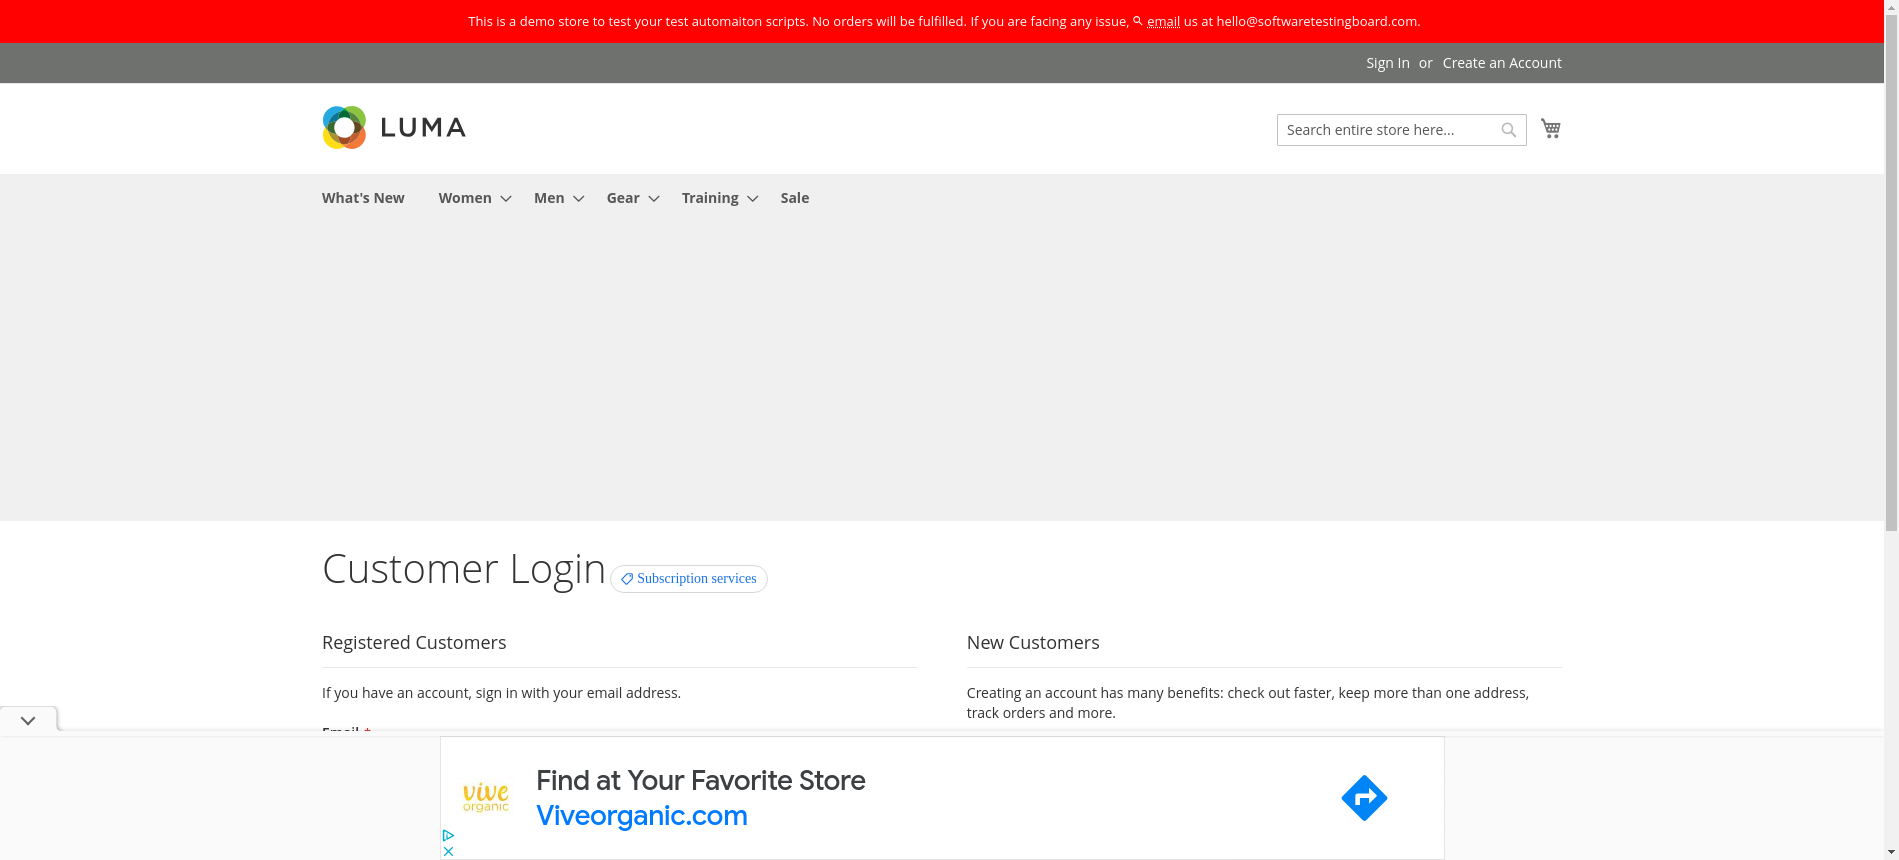 This is a demo store to test your test automaiton scripts. No orders will be fulfilled. If you are facing any issue, email us at hello@softwaretestingboard.com.
Sign In or Create an Account
LUMA
Search entire store here...
What's New Women Men Gear Training Sale
Customer Login Subscription services
Registered Customers
If you have an account, sign in with your email address.
Email *
New Customers
Creating an account has many benefits: check out faster, keep more than one address,
track orders and more.
vive
organic
Find at Your Favorite Store
Viveorganic.com